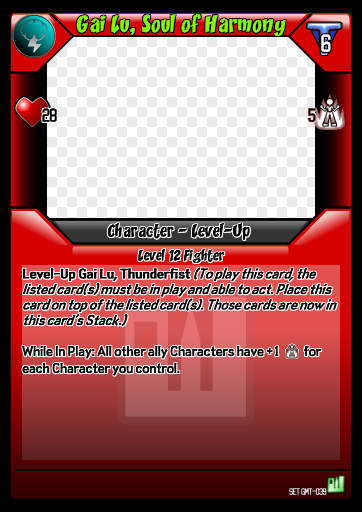 Gai Lu, Soul of Harmony
6
28
5
Character - Level-Up
Level 12 Fighter
Level-Up Gai Lu, Thunderfist (To play this card, the
listed card(s) must be in play and able to act. Place this
card on top of the listed card(s). Those cards are now in
this card's Stack.)
While In Play: All other ally Characters have +1 for
each Character you control.
SET GMT-039